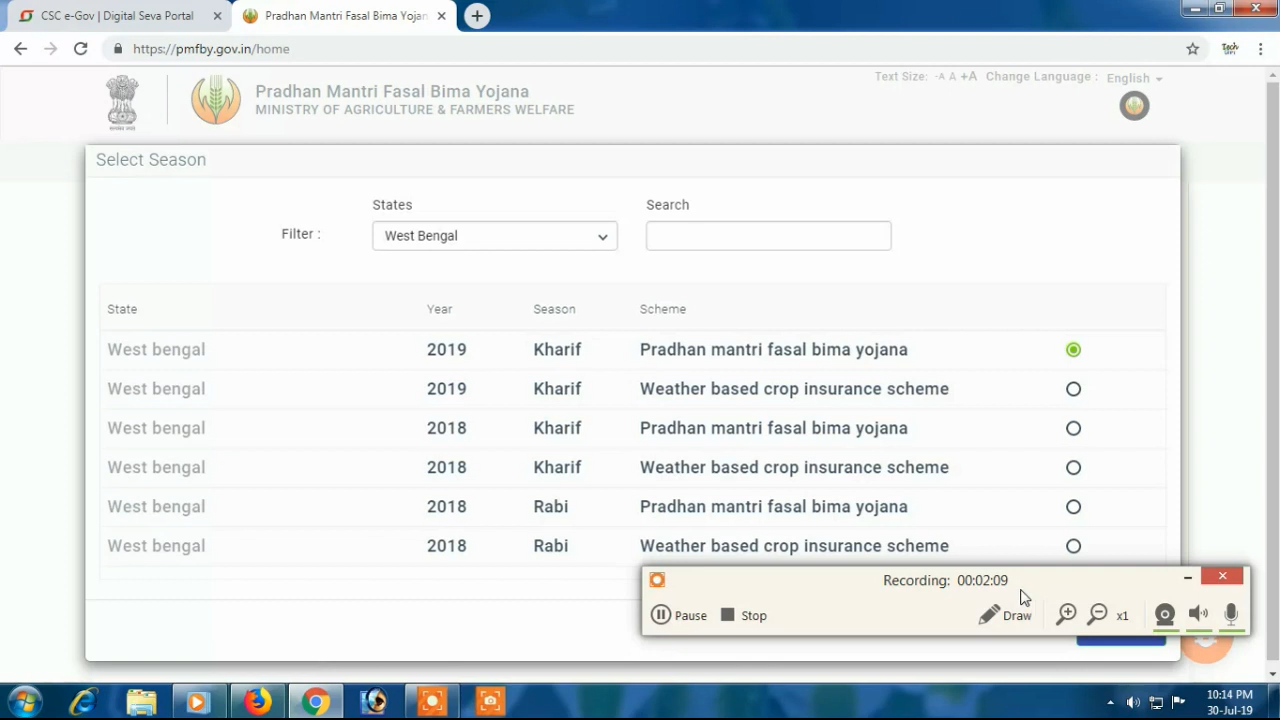 CSC e-Gov | Digital Seva Portal
Pradhan Mantri Fasal Bima Yojan
https://pmfby.gov.in/home
Text Size: -A A +A Change Language : English
Pradhan Mantri Fasal Bima Yojana
MINISTRY OF AGRICULTURE & FARMERS WELFARE
Select Season
States Search
Filter : West Bengal
State Year Season Scheme
West bengal 2019 Kharif Pradhan mantri fasal bima yojana
West bengal 2019 Kharif Weather based crop insurance scheme
West bengal 2018 Kharif Pradhan mantri fasal bima yojana
West bengal 2018 Kharif Weather based crop insurance scheme
West bengal 2018 Rabi Pradhan mantri fasal bima yojana
West bengal 2018 Rabi Weather based crop insurance scheme
Recording: 00:02:09
Pause Stop Draw x1
10:14 PM
30-Jul-19